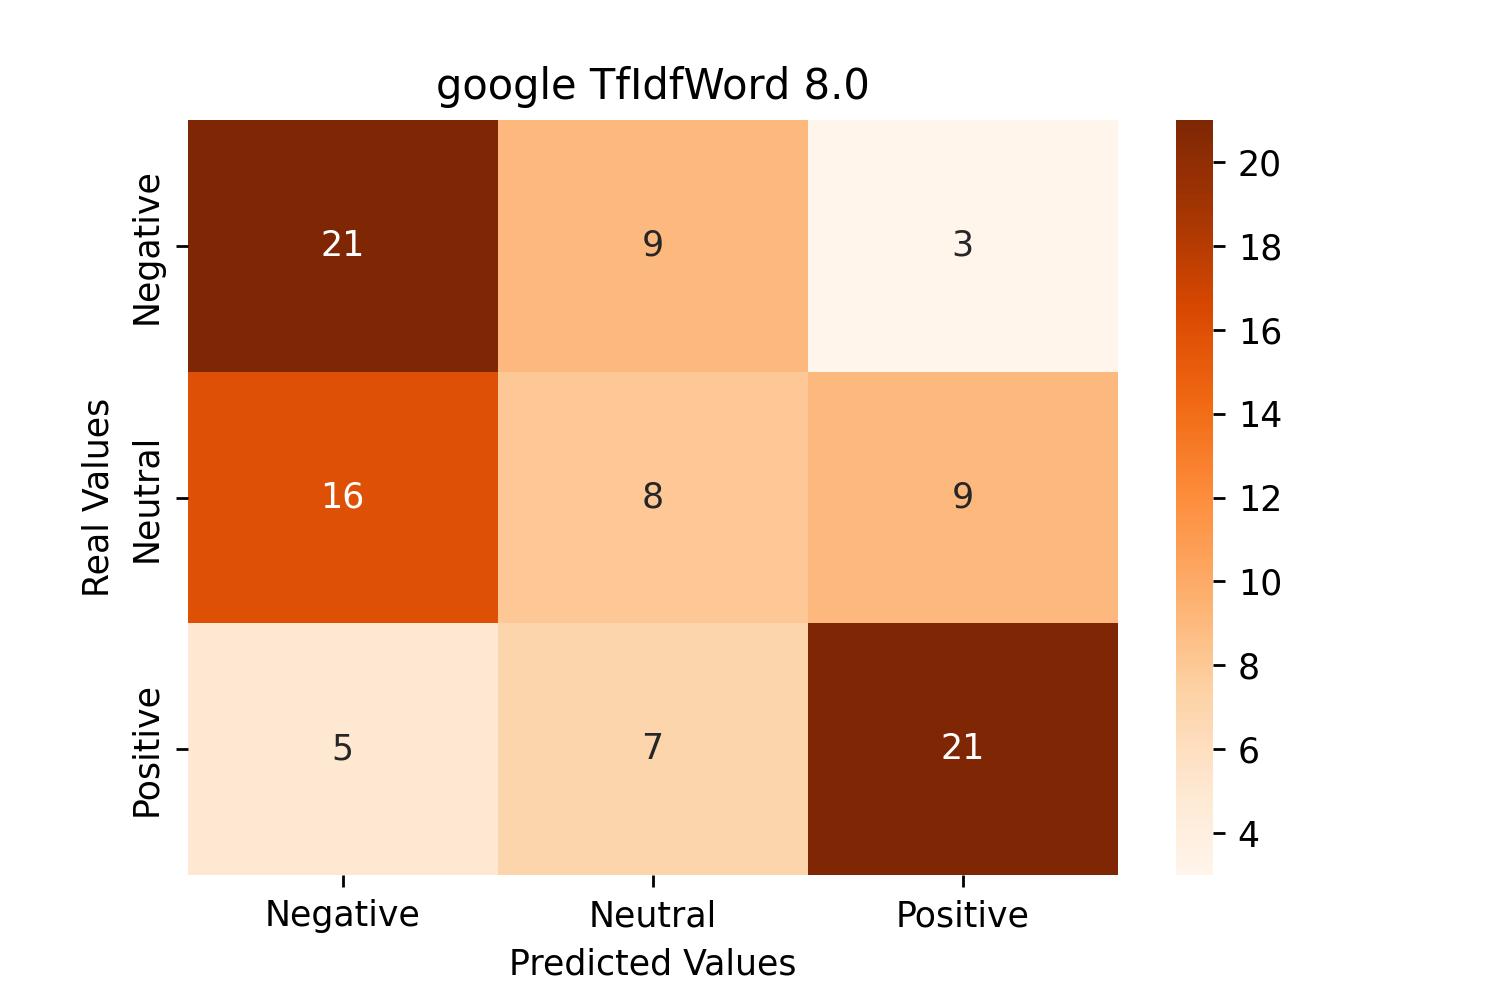 google TfIdfWord 8.0
Real Values
Negative
21
9
3
Neutral
16
8
9
Positive
5
7
21
Negative Neutral Positive
Predicted Values
20
18
16
14
12
10
8
6
4